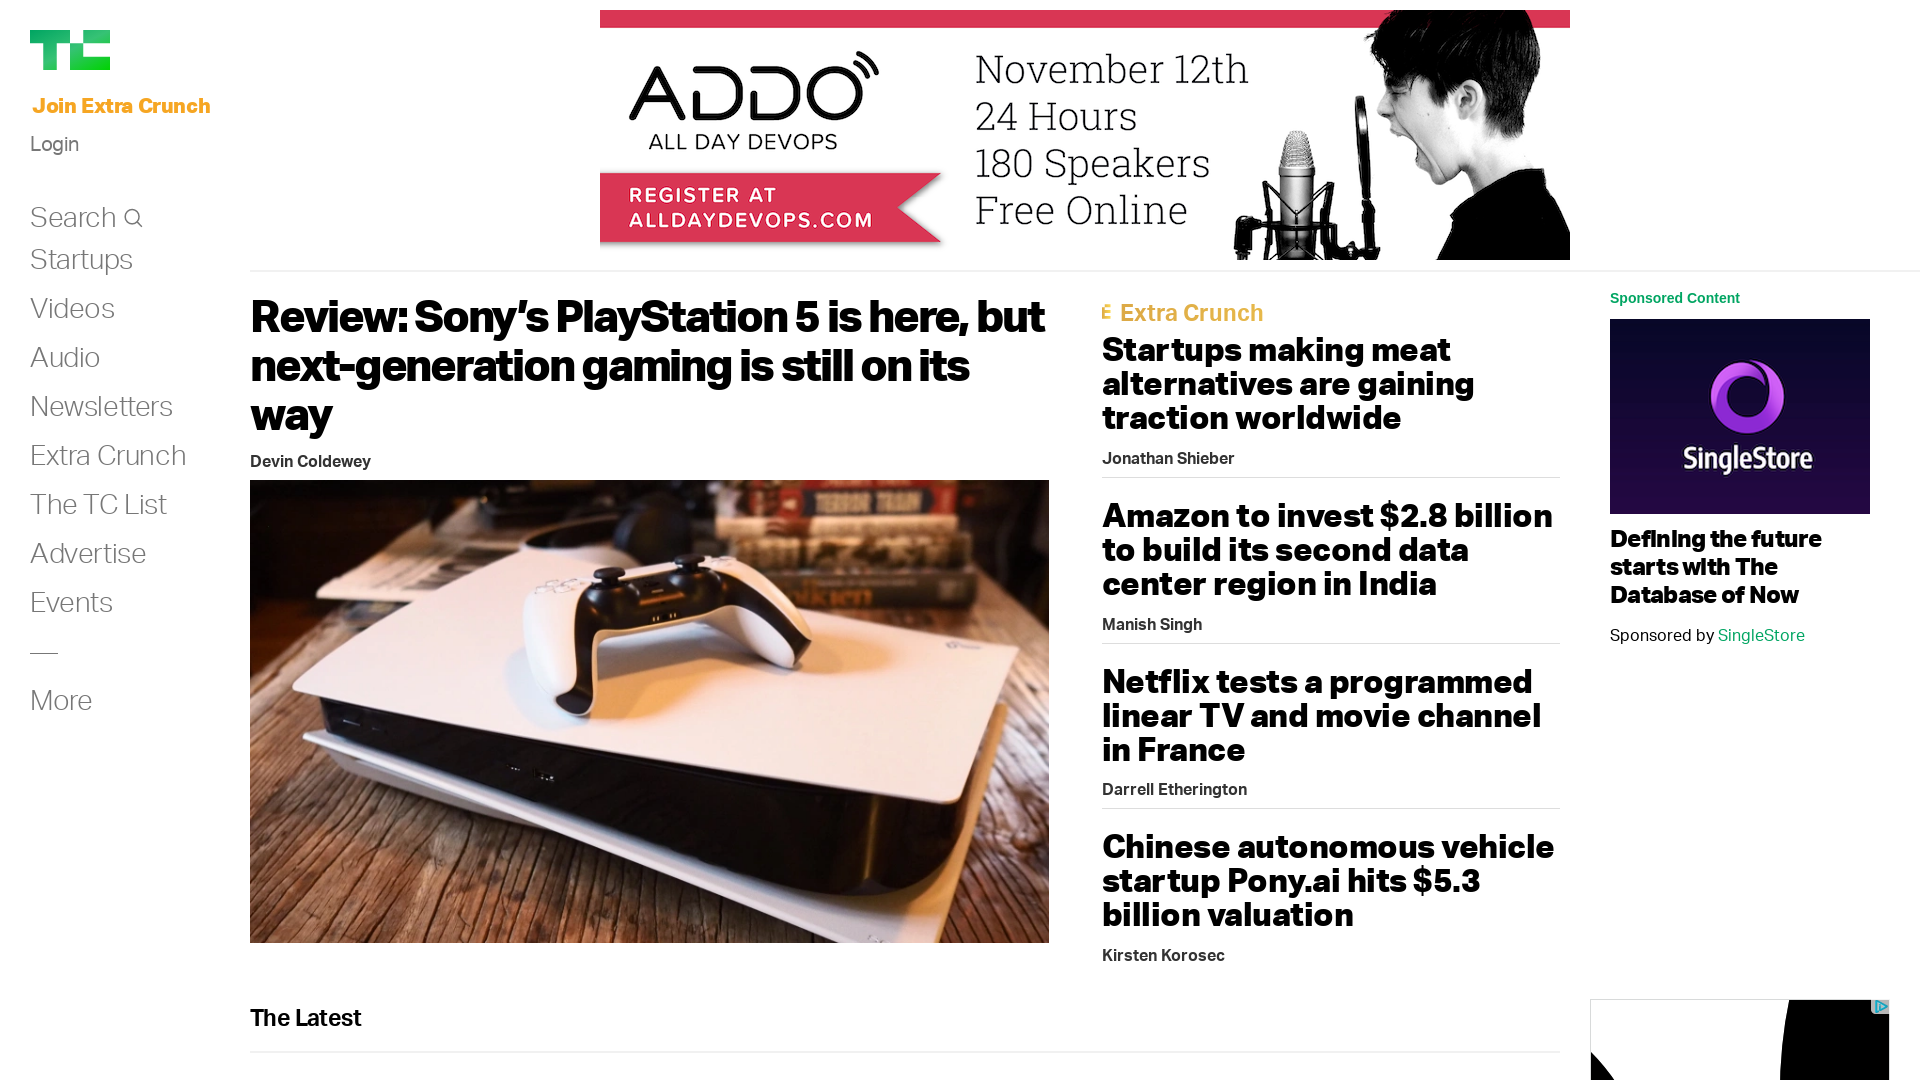 TC
Join Extra Crunch
Login
Search
Startups
Videos
Audio
Newsletters
Extra Crunch
The TC List
Advertise
Events
More
ADDO
ALL DAY DEVOPS
REGISTER AT
ALLDAYDEVOPS.COM
November 12th
24 Hours
180 Speakers
Free Online
Review: Sony’s PlayStation 5 is here, but
next-generation gaming is still on its
way
Devin Coldewey
TERROR TRAIN
Extra Crunch
Startups making meat
alternatives are gaining
traction worldwide
Jonathan Shieber
Amazon to invest $2.8 billion
to build its second data
center region in India
Manish Singh
Netflix tests a programmed
linear TV and movie channel
in France
Darrell Etherington
Chinese autonomous vehicle
startup Pony.ai hits $5.3
billion valuation
Kirsten Korosec
Sponsored Content
SingleStore
Defining the future
starts with The
Database of Now
Sponsored by SingleStore
The Latest